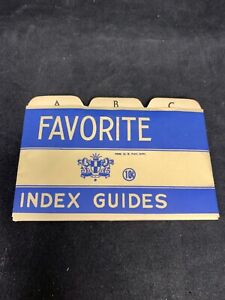 A B C
FAVORITE
10¢
INDEX GUIDES